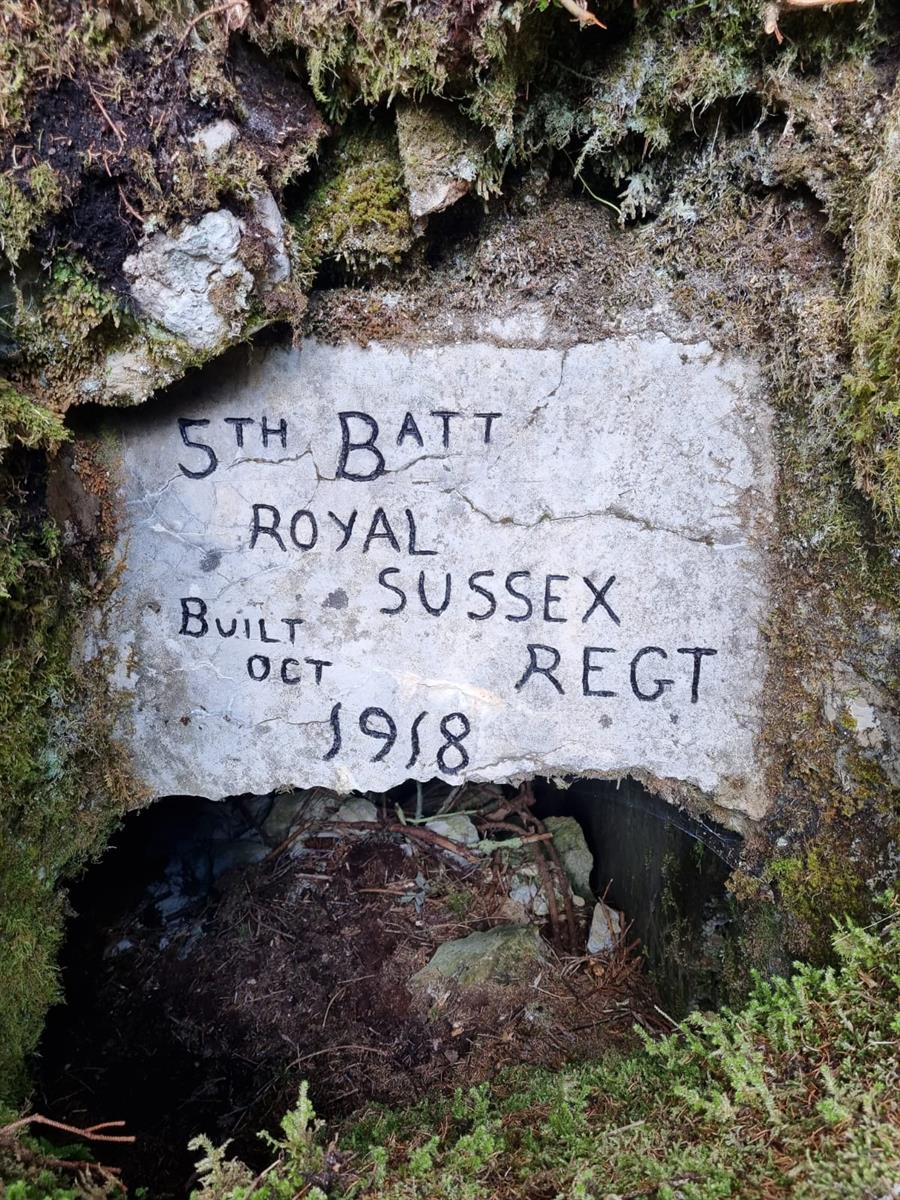 5TH BATT
ROYAL
SUSSEX
REGT
BUILT
OCT
1918